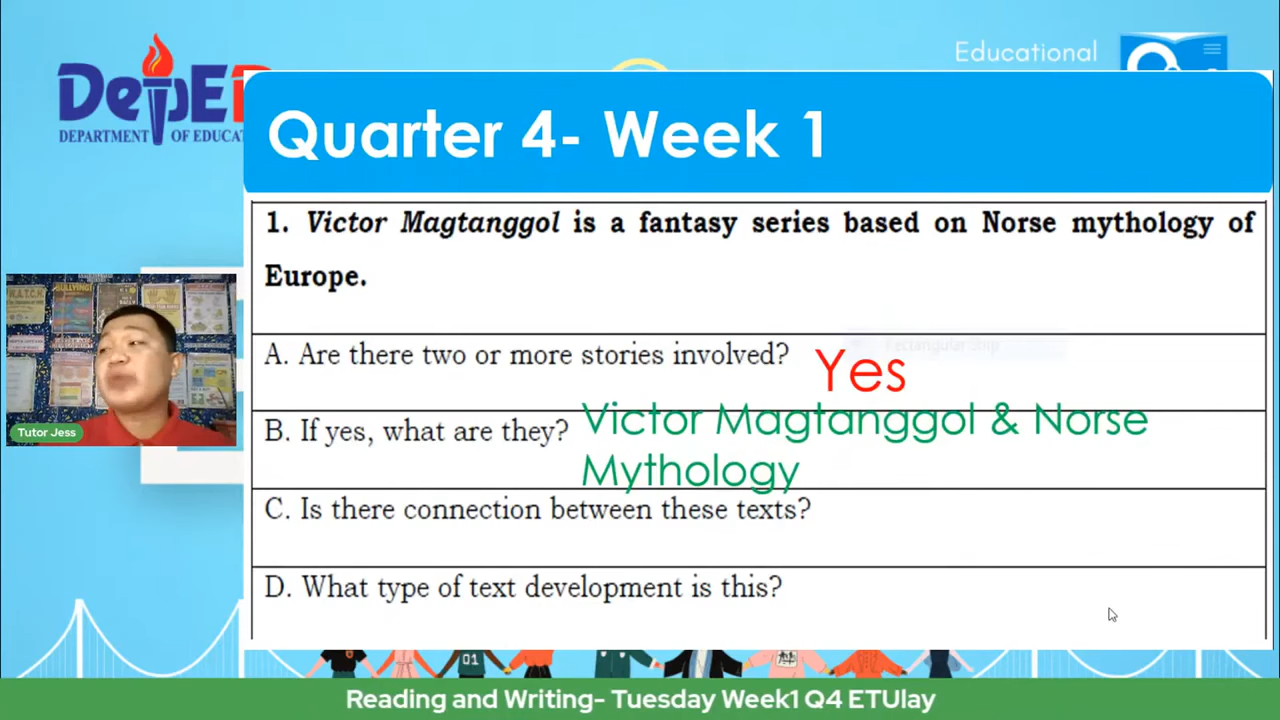 Educational
DepE
DEPARTMENT OF EDUCAT
Quarter 4- Week 1
1. Victor Magtanggol is a fantasy series based on Norse mythology of
Europe.
A. Are there two or more stories involved?
Yes
B. If yes, what are they?
Victor Magtanggol & Norse
Mythology
C. Is there connection between these texts?
D. What type of text development is this?
Tutor Jess
01
Reading and Writing- Tuesday Week1 Q4 ETUlay